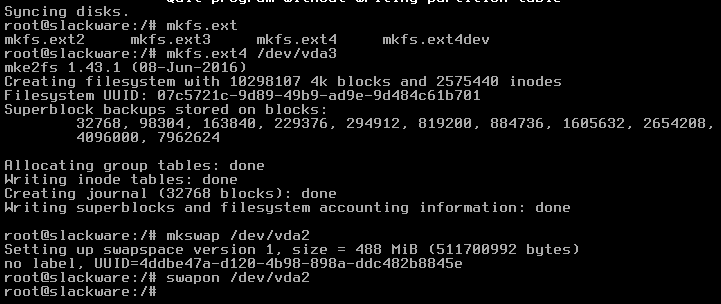 Quit program without writing partition table
Syncing disks.
root@slackware:/# mkfs.ext
mkfs.ext2     mkfs.ext3     mkfs.ext4     mkfs.ext4dev
root@slackware:/# mkfs.ext4 /dev/vda3
mke2fs 1.43.1 (08-Jun-2016)
Creating filesystem with 10298107 4k blocks and 2575440 inodes
Filesystem UUID: 07c5721c-9d89-49b9-ad9e-9d484c61b701
Superblock backups stored on blocks:
        32768, 98304, 163840, 229376, 294912, 819200, 884736, 1605632, 2654208,
        4096000, 7962624
Allocating group tables: done
Writing inode tables: done
Creating journal (32768 blocks): done
Writing superblocks and filesystem accounting information: done
root@slackware:/# mkswap /dev/vda2
Setting up swapspace version 1, size = 488 MiB (511700992 bytes)
no label, UUID=4ddbe47a-d120-4b98-898a-ddc482b8845e
root@slackware:/# swapon /dev/vda2
root@slackware:/#